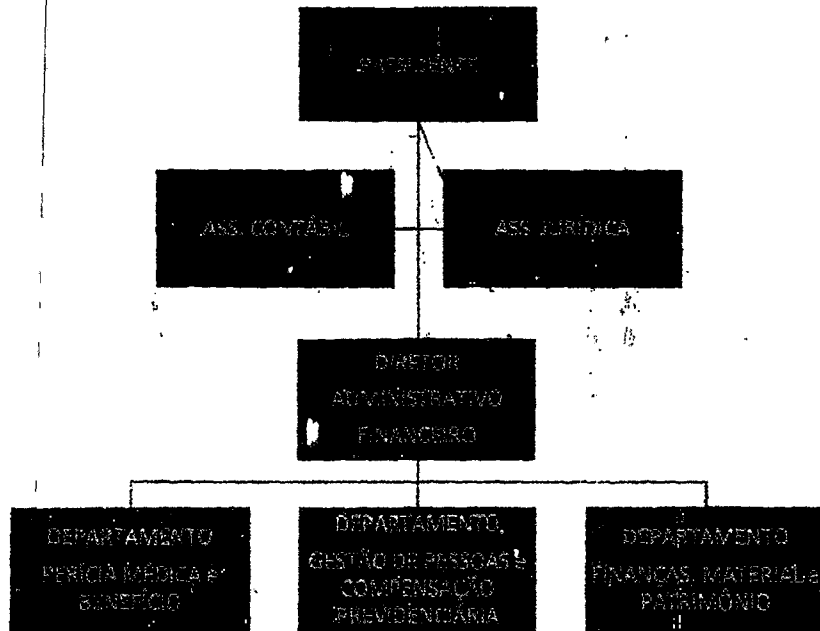 PRESIDENTE
ASS. CONTÁBIL
ASS. JURÍDICA
DIRETOR
ADMINISTRATIVO
FINANCEIRO
DEPARTAMENTO
PERÍCIA MÉDICA e
BENEFÍCIO
DEPARTAMENTO,
GESTÃO DE PESSOAS e
COMPENSAÇÃO
PREVIDENCIÁRIA
DEPARTAMENTO
FINANÇAS, MATERIAL e
PATRIMÔNIO